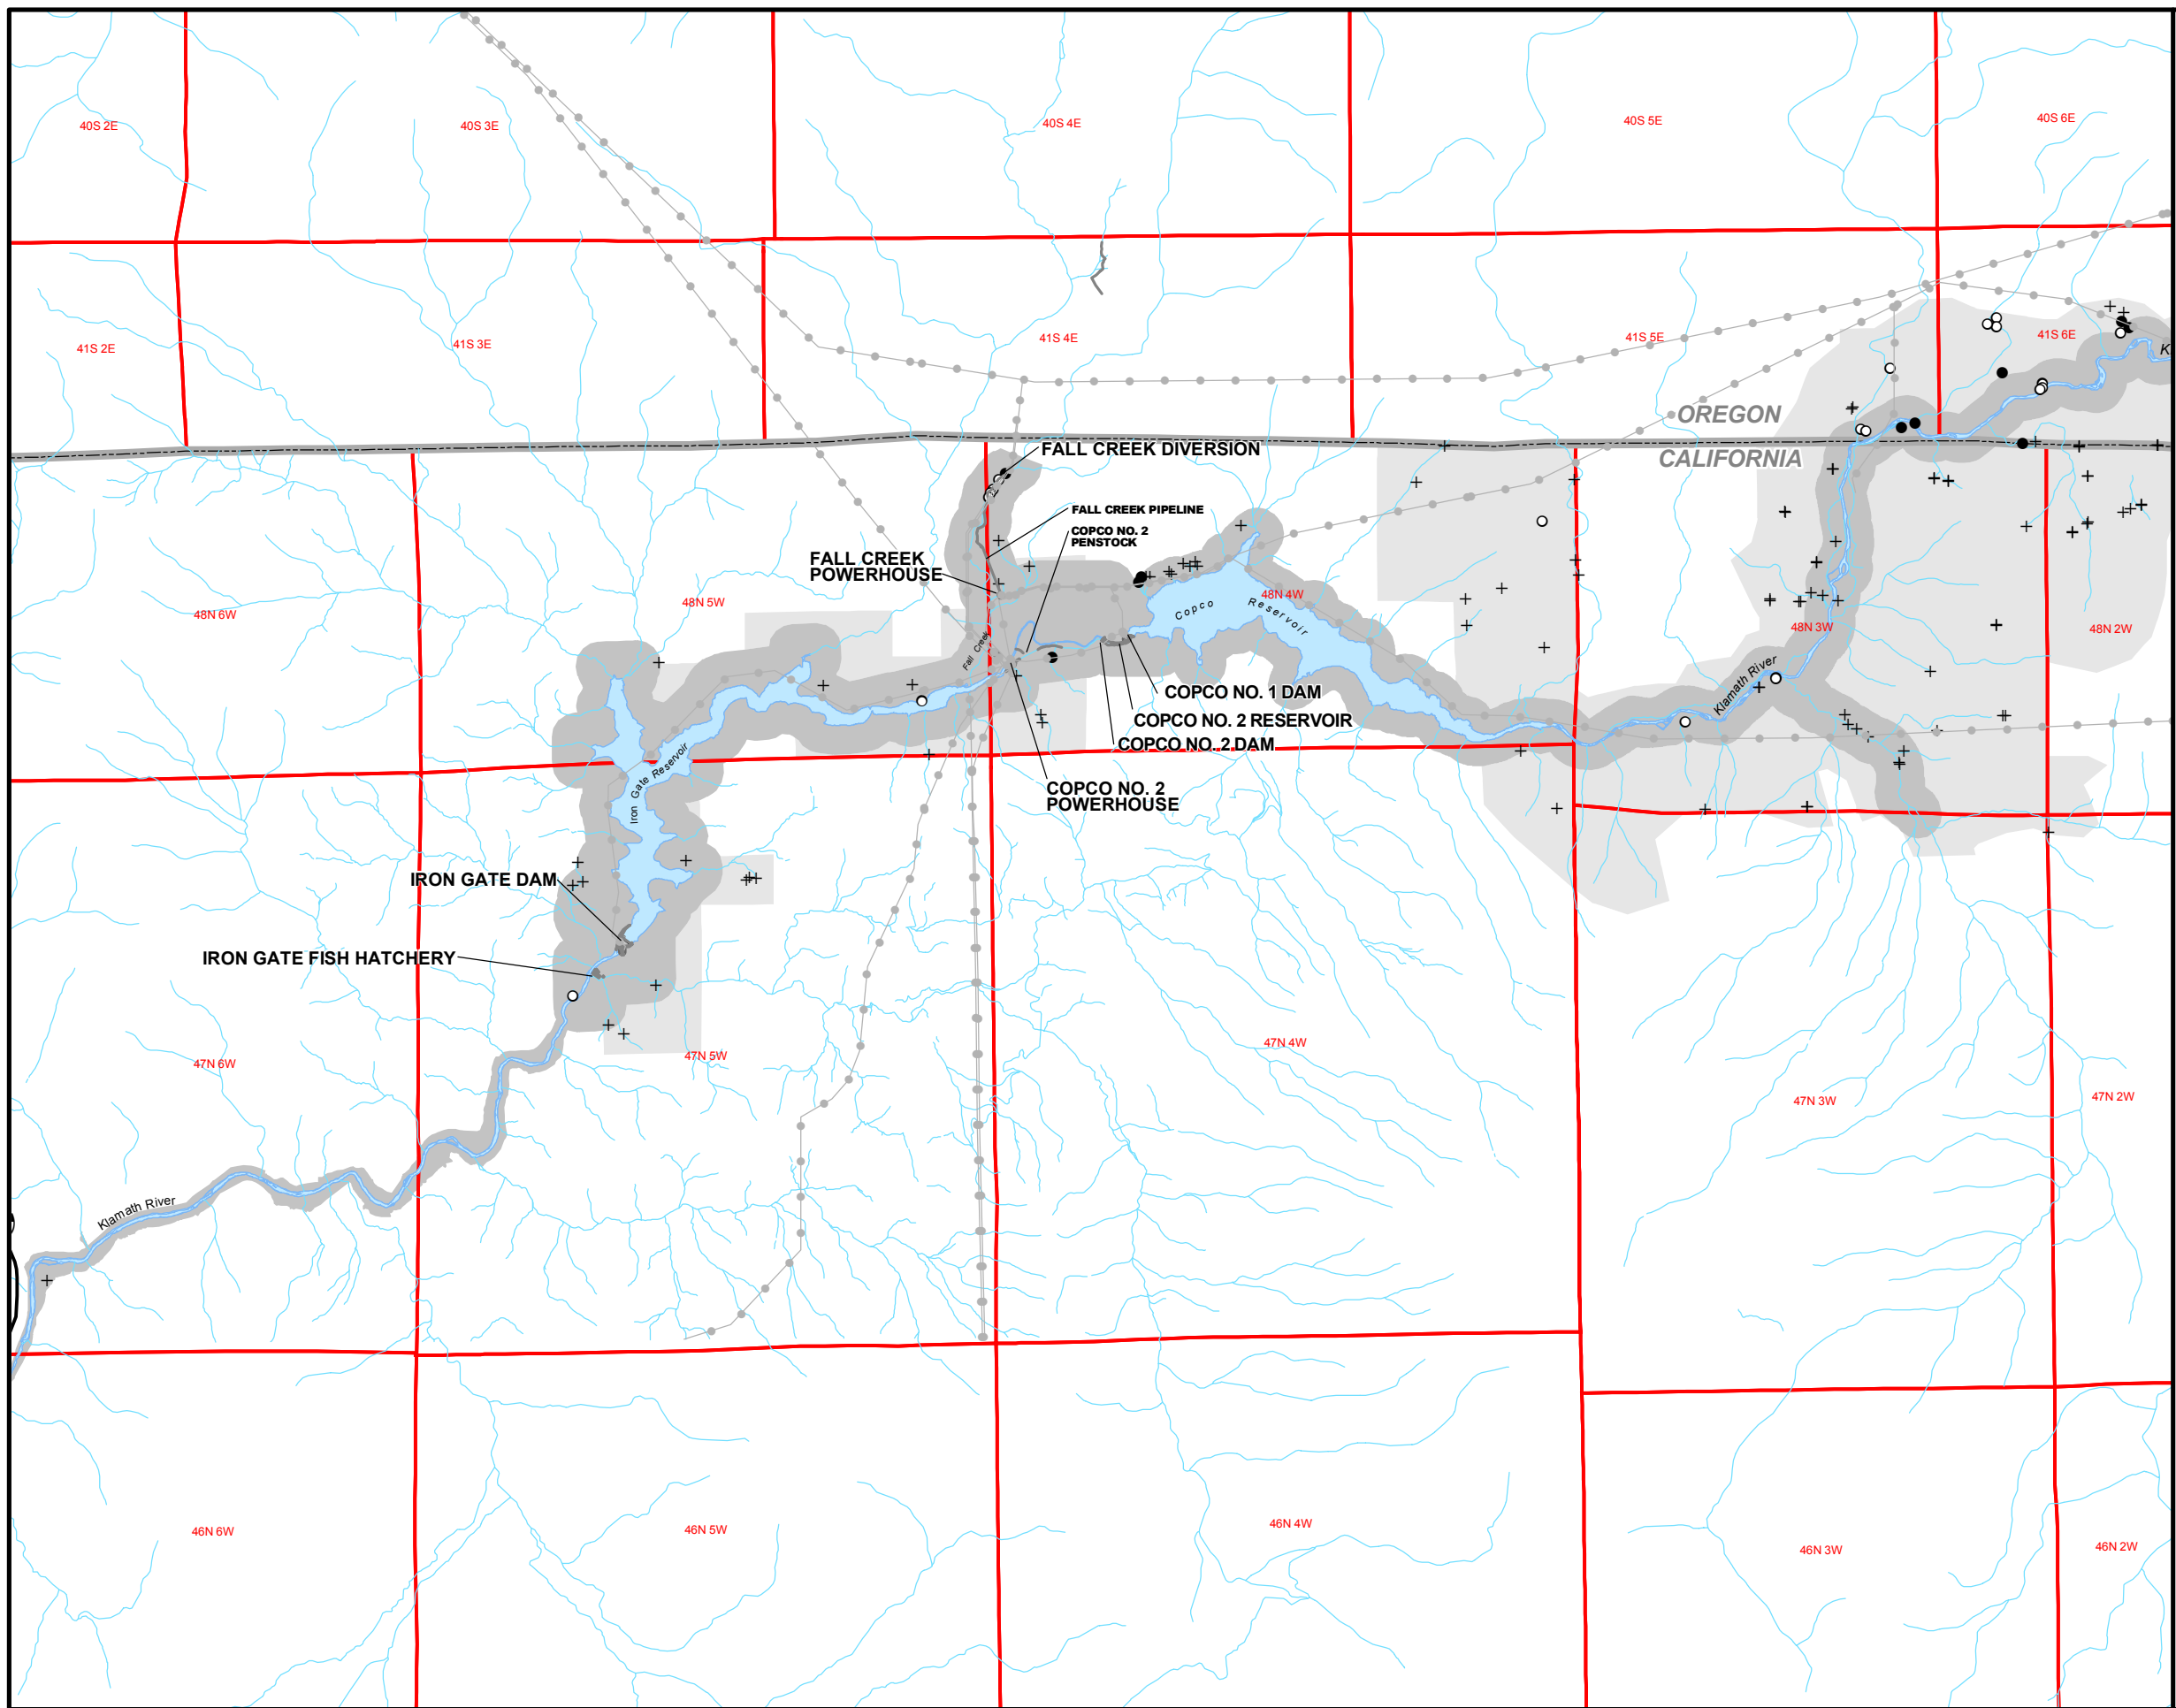 40S 2E
40S 3E
40S 4E
40S 5E
40S 6E
41S 2E
41S 3E
41S 4E
41S 5E
41S 6E
K
OREGON
CALIFORNIA
FALL CREEK DIVERSION
FALL CREEK PIPELINE
COPCO NO. 2
PENSTOCK
FALL CREEK
POWERHOUSE
48N 6W
48N 5W
48N 4W
48N 3W
48N 2W
Copco Reservoir
Fall Creek
Klamath River
COPCO NO. 1 DAM
COPCO NO. 2 RESERVOIR
COPCO NO. 2 DAM
COPCO NO. 2
POWERHOUSE
Iron Gate Reservoir
IRON GATE DAM
IRON GATE FISH HATCHERY
47N 6W
47N 5W
47N 4W
47N 3W
47N 2W
Klamath River
46N 6W
46N 5W
46N 4W
46N 3W
46N 2W